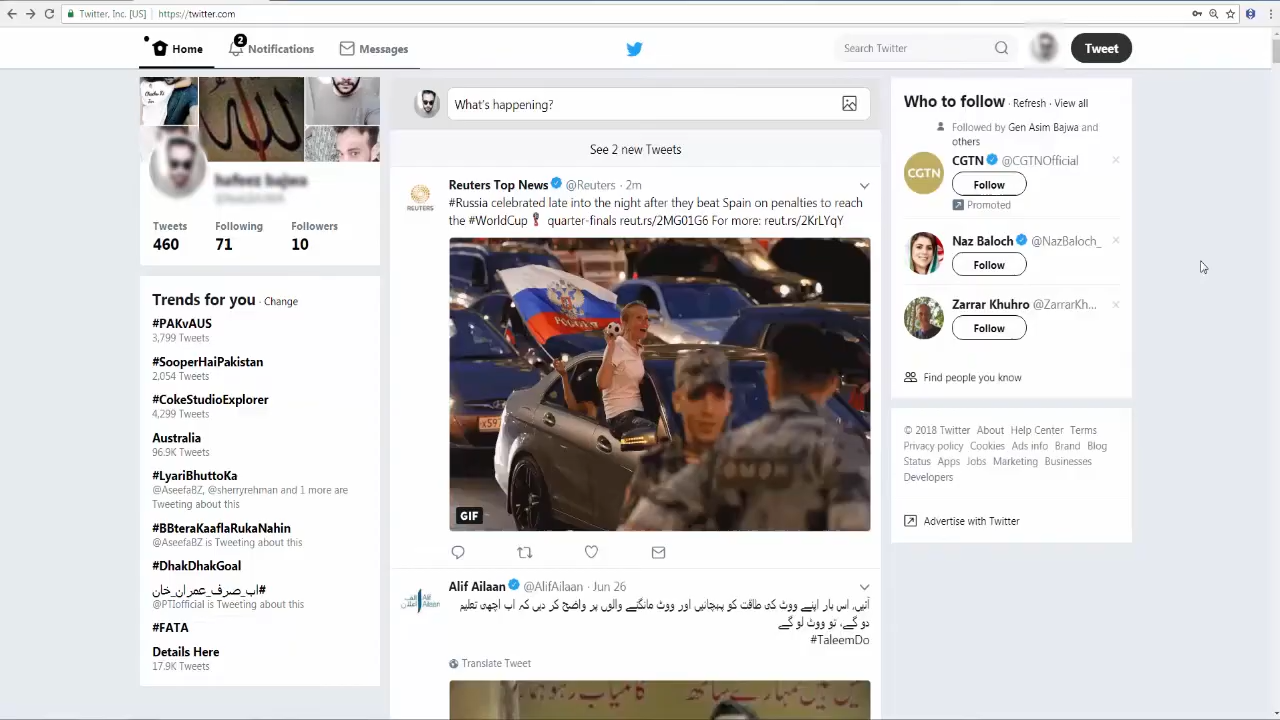 Twitter, Inc. [US] | https://twitter.com
Home
2
Notifications
Messages
Search Twitter
Tweet
Tweets Following Followers
460 71 10
Trends for you · Change
#PAKvAUS
3,799 Tweets
#SooperHaiPakistan
2,054 Tweets
#CokeStudioExplorer
4,299 Tweets
Australia
96.9K Tweets
#LyariBhuttoKa
@AseefaBZ, @sherryrehman and 1 more are
Tweeting about this
#BBteraKaaflaRukaNahin
@AseefaBZ is Tweeting about this
#DhakDhakGoal
#اب_صرف_عمران_خان
@PTIofficial is Tweeting about this
#FATA
Details Here
17.9K Tweets
What's happening?
See 2 new Tweets
REUTERS
Reuters Top News @Reuters · 2m
#Russia celebrated late into the night after they beat Spain on penalties to reach
the #WorldCup quarter-finals reut.rs/2MG01G6 For more: reut.rs/2KrLYqY
GIF
Alif Ailaan @AlifAilaan · Jun 26
آئیں، اس بار اپنے ووٹ کی طاقت کو پہچانیں اور ووٹ مانگنے والوں پر واضح کر دیں کہ اب اچھی تعلیم
دو گے، تو ووٹ لو گے
#TaleemDo
Translate Tweet
Who to follow · Refresh · View all
Followed by Gen Asim Bajwa and
others
CGTN
CGTN @CGTNOfficial
Follow
Promoted
Naz Baloch @NazBaloch_
Follow
Zarrar Khuhro @ZarrarKh...
Follow
Find people you know
© 2018 Twitter About Help Center Terms
Privacy policy Cookies Ads info Brand Blog
Status Apps Jobs Marketing Businesses
Developers
Advertise with Twitter